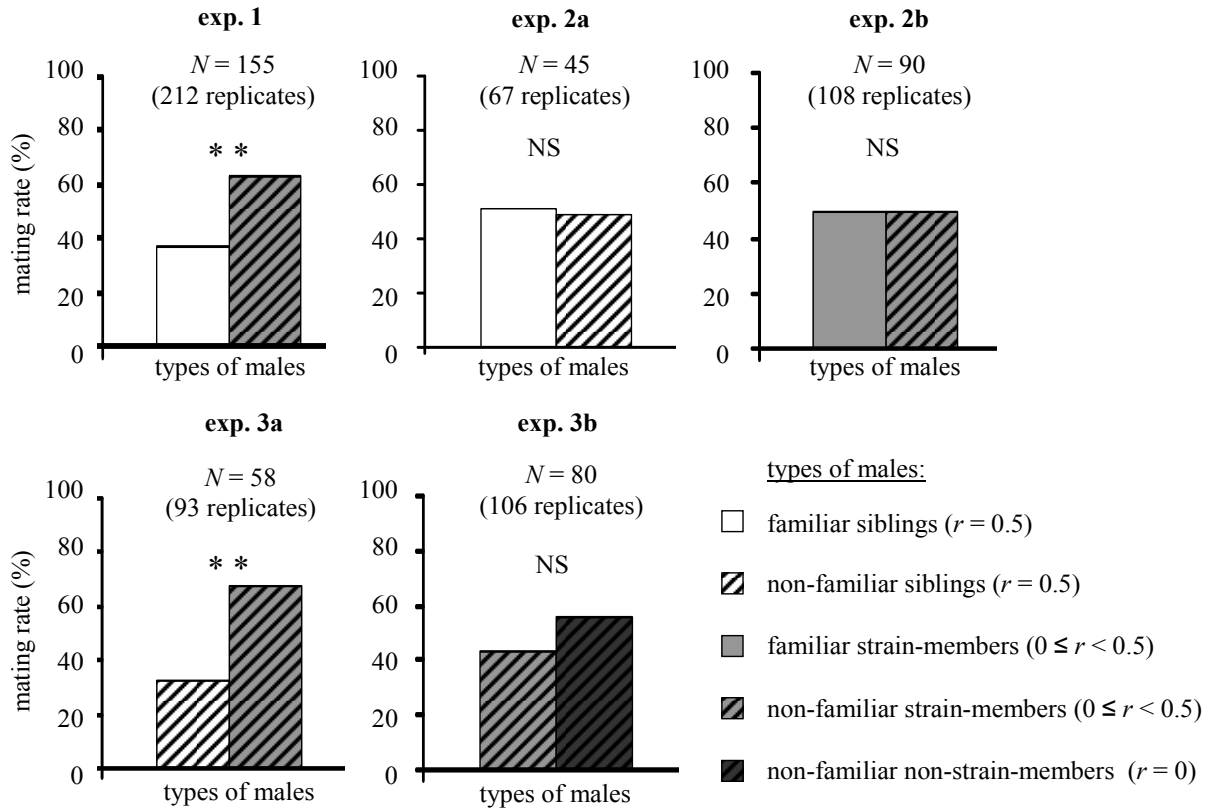 exp. 1
N = 155
(212 replicates)
100
80
60
40
20
0
* *
mating rate (%)
types of males
exp. 2a
N = 45
(67 replicates)
100
80
60
40
20
0
NS
types of males
exp. 2b
N = 90
(108 replicates)
100
80
60
40
20
0
NS
types of males
exp. 3a
N = 58
(93 replicates)
100
80
60
40
20
0
* *
mating rate (%)
types of males
exp. 3b
N = 80
(106 replicates)
100
80
60
40
20
0
NS
types of males
types of males:
familiar siblings (r = 0.5)
non-familiar siblings (r = 0.5)
familiar strain-members (0 ≤ r < 0.5)
non-familiar strain-members (0 ≤ r < 0.5)
non-familiar non-strain-members (r = 0)